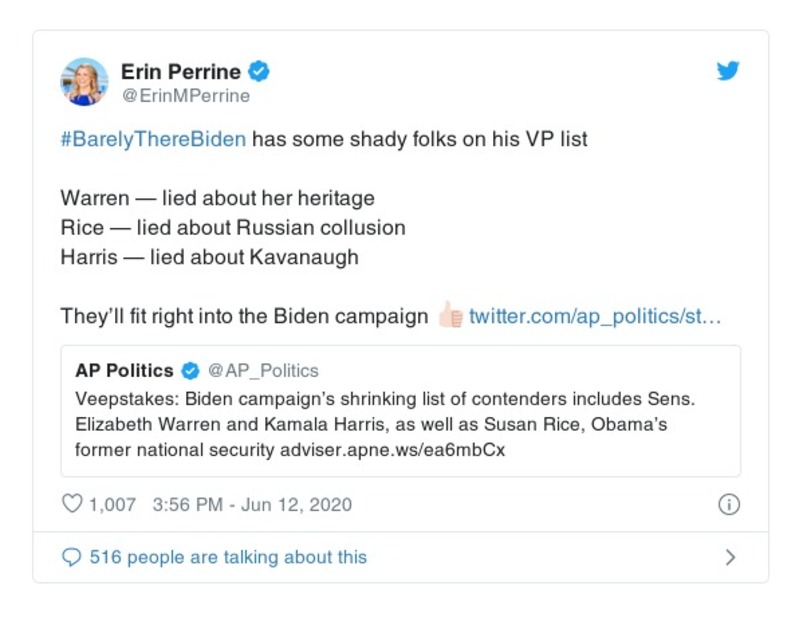 Erin Perrine
@ErinMPerrine
#BarelyThereBiden has some shady folks on his VP list
Warren — lied about her heritage
Rice — lied about Russian collusion
Harris — lied about Kavanaugh
They’ll fit right into the Biden campaign 👍🏻 twitter.com/ap_politics/st…
AP Politics @AP_Politics
Veepstakes: Biden campaign’s shrinking list of contenders includes Sens.
Elizabeth Warren and Kamala Harris, as well as Susan Rice, Obama’s
former national security adviser.apne.ws/ea6mbCx
1,007 3:56 PM - Jun 12, 2020
516 people are talking about this